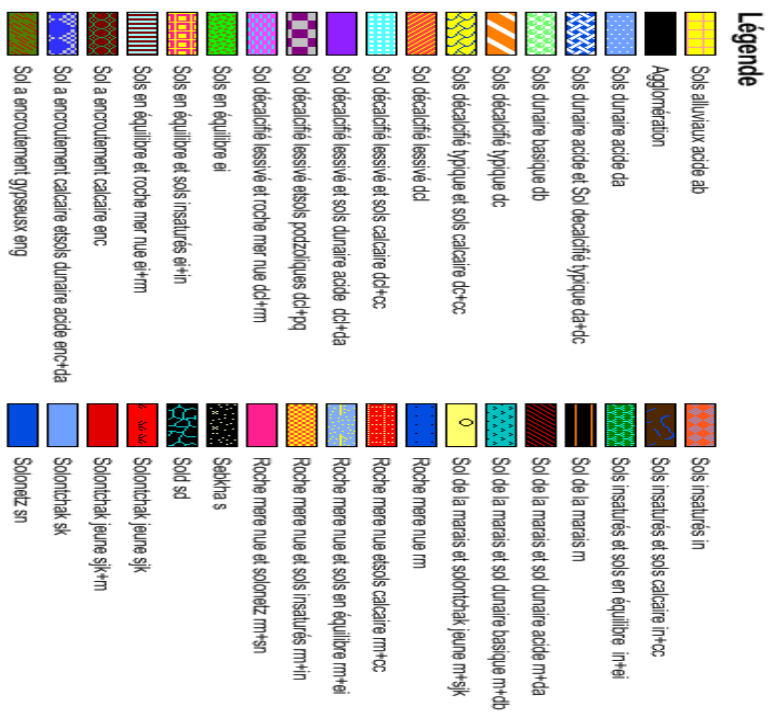 Légende
Sols alluviaux acide ab
Agglomération
Sols dunaire acide da
Sols dunaire acide et Sol decalcifié typique da+dc
Sols dunaire basique db
Sols décalcifié typique dc
Sols décalcifié typique et sols calcaire dc+cc
Sol décalcifié lessivé dcl
Sol décalcifié lessivé et sols calcaire dcl+cc
Sol décalcifié lessivé et sols dunaire acide dcl+da
Sol décalcifié lessivé etsols podzoliques dcl+pq
Sol décalcifié lessivé et roche mer nue dcl+rm
Sols en équilibre ei
Sols en équilibre et sols insaturés ei+in
Sols en équilibre et roche mer nue ei+rm
Sol a encroutement calcaire enc
Sol a encroutement calcaire etsols dunaire acide enc+da
Sol a encroutement gypseusx eng
Sols insaturés in
Sols insaturés et sols calcaire in+cc
Sols insaturés et sols en équilibre in+ei
Sol de la marais m
Sol de la marais et sol dunaire acide m+da
Sol de la marais et sol dunaire basique m+db
Sol de la marais et solontchak jeune m+sjk
Roche mere nue rm
Roche mere nue etsols calcaire rm+cc
Roche mere nue et sols en équilibre rm+ei
Roche mere nue et sols insaturés rm+in
Roche mere nue et solonetz rm+sn
Sebkha s
Sold sd
Solontchak jeune sjk
Solontchak jeune sjk+m
Solontchak sk
Solonetz sn